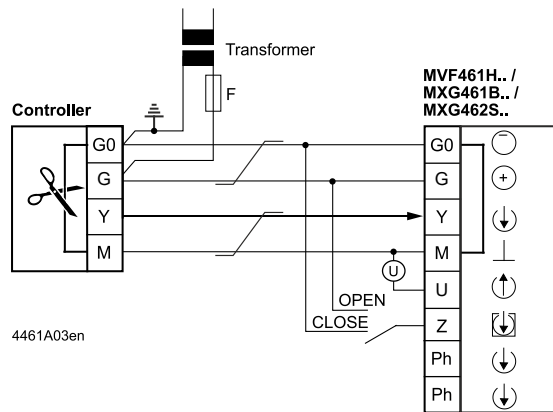 Transformer
F
MVF461H.. /
MXG461B.. /
MXG462S..
Controller
G0
G
Y
M
G0
G
Y
M
U
Z
Ph
Ph
U
OPEN
CLOSE
4461A03en